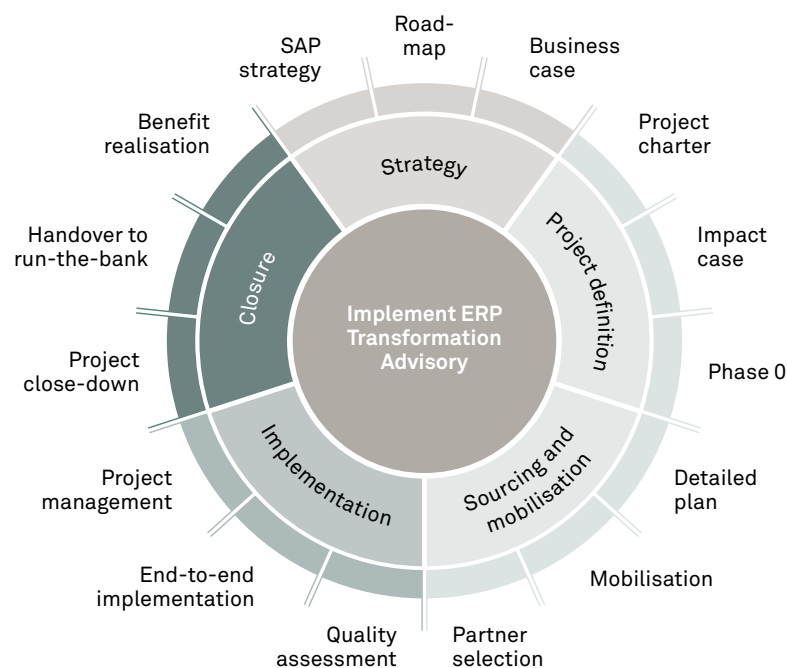 SAP
strategy
Road-
map
Business
case
Project
charter
Impact
case
Phase 0
Detailed
plan
Mobilisation
Partner
selection
Quality
assessment
End-to-end
implementation
Project
management
Project
close-down
Handover to
run-the-bank
Benefit
realisation
Strategy
Project definition
Sourcing and
mobilisation
Implementation
Closure
Implement ERP
Transformation
Advisory